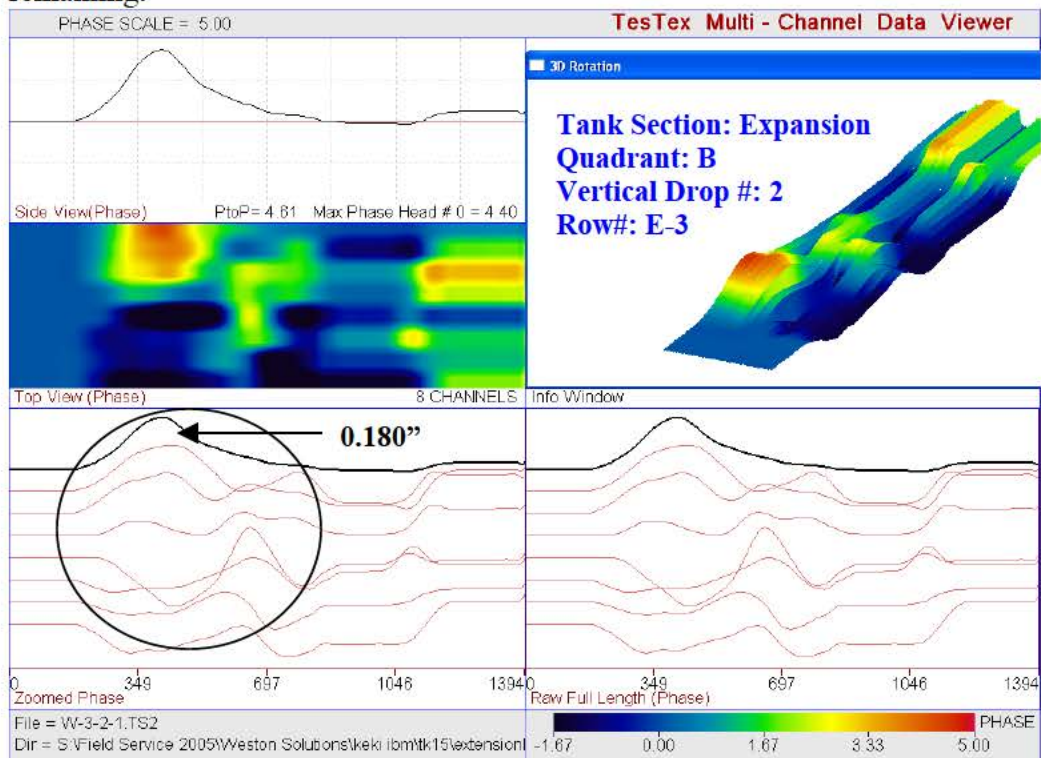 remaining.
PHASE SCALE = 5.00
TesTex Multi - Channel Data Viewer
3D Rotation
Tank Section: Expansion
Quadrant: B
Vertical Drop #: 2
Row#: E-3
Side View(Phase) PtoP= 4.61 Max Phase Head # 0 = 4.40
Top View (Phase) 8 CHANNELS
Info Window
0.180”
0 349 697 1046 1394
Zoomed Phase
0 349 697 1046 1394
Raw Full Length (Phase)
File = W-3-2-1.TS2
Dir = S:\Field Service 2005\Weston Solutions\keki ibm\tk15\extension\
PHASE
-1.67 0.00 1.67 3.33 5.00